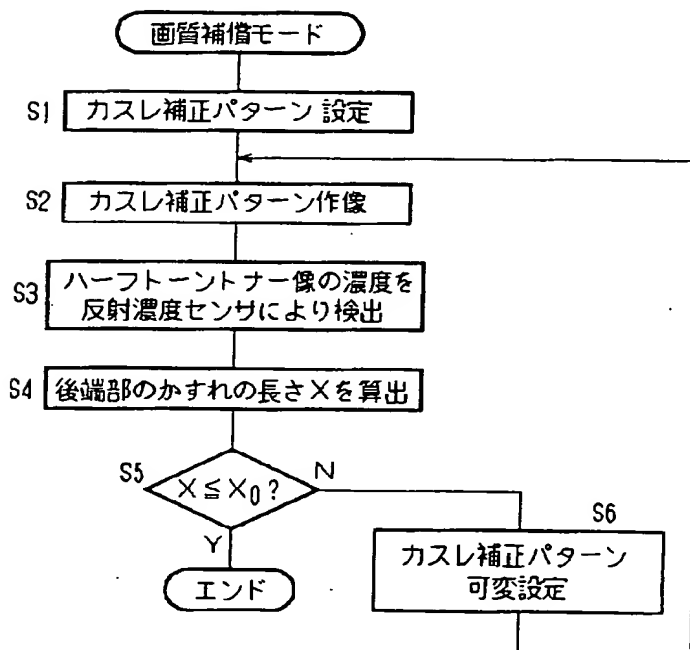 画質補償モード
S1
カスレ補正パターン 設定
S2
カスレ補正パターン作像
S3
ハーフトーントナー像の濃度を
反射濃度センサにより検出
S4
後端部のかすれの長さXを算出
S5
X≦X0?
N
Y
S6
カスレ補正パターン
可変設定
エンド